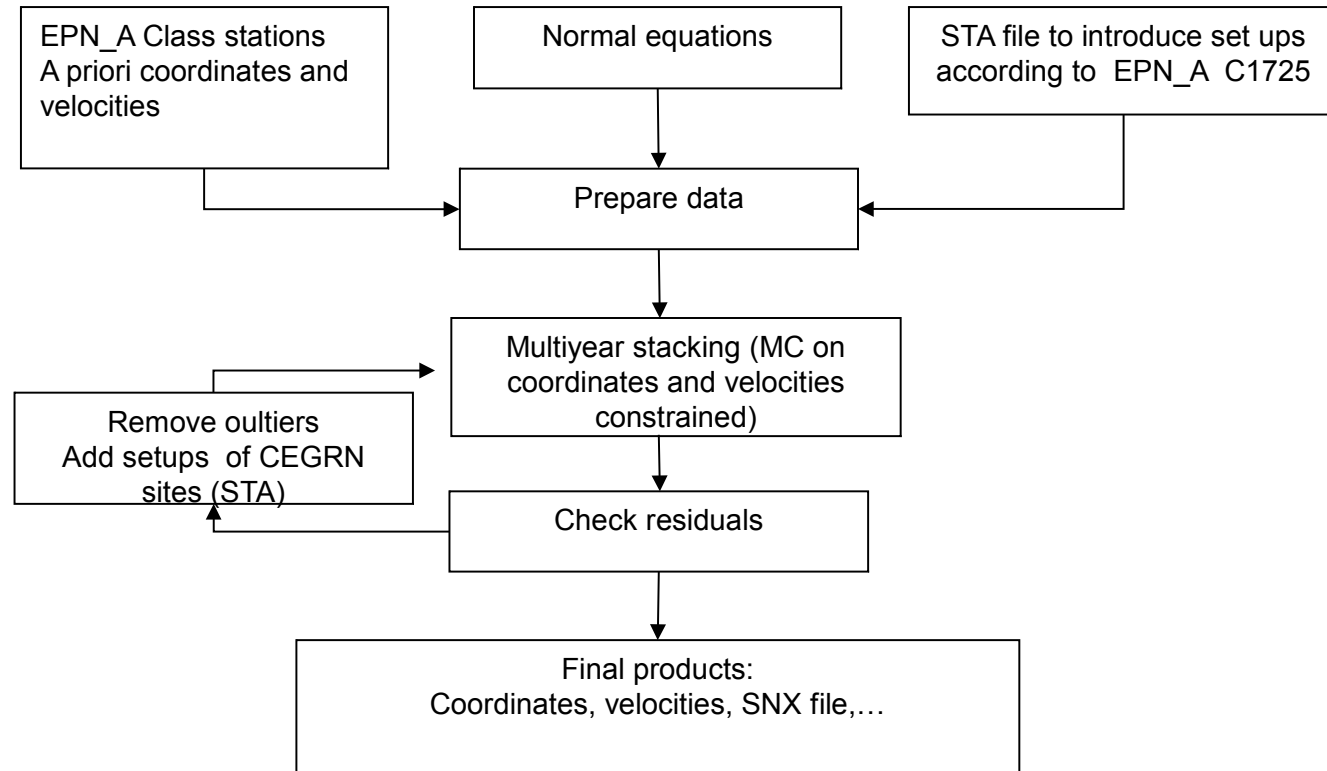 EPN_A Class stations
A priori coordinates and
velocities
Normal equations
STA file to introduce set ups
according to  EPN_A  C1725
Prepare data
Multiyear stacking (MC on
coordinates and velocities
constrained)
Remove oultiers
Add setups  of CEGRN
sites (STA)
Check residuals
Final products:
Coordinates, velocities, SNX file,…